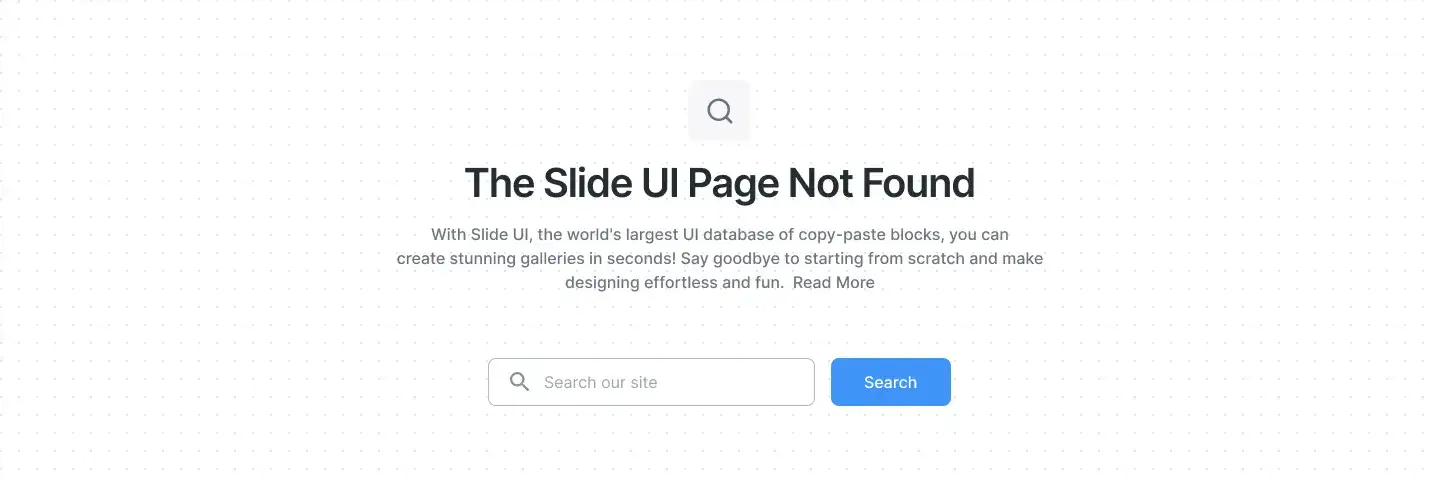 The Slide UI Page Not Found
With Slide UI, the world's largest UI database of copy-paste blocks, you can
create stunning galleries in seconds! Say goodbye to starting from scratch and make
designing effortless and fun.  Read More
Search our site
Search